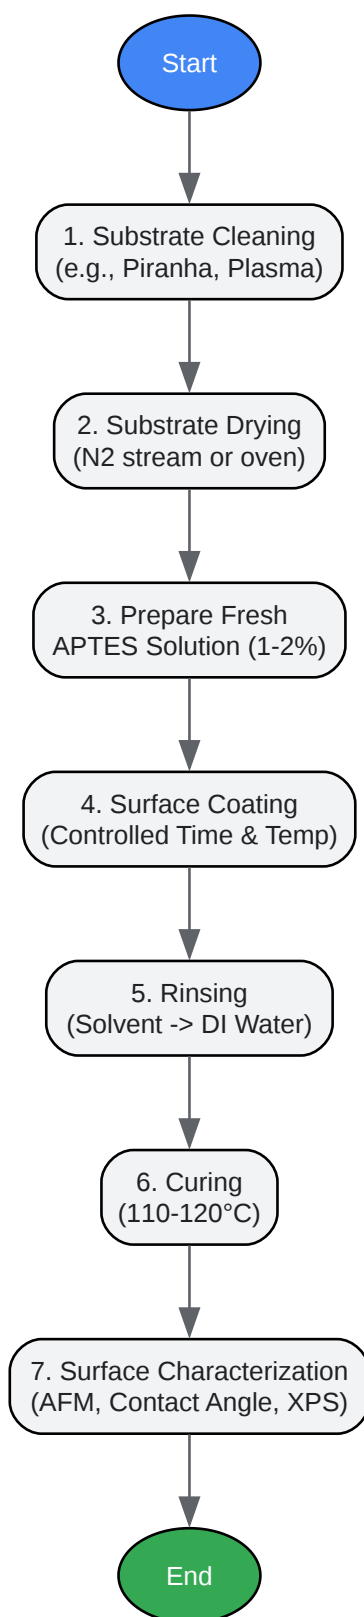 Start
1. Substrate Cleaning
(e.g., Piranha, Plasma)
2. Substrate Drying
(N2 stream or oven)
3. Prepare Fresh
APTES Solution (1-2%)
4. Surface Coating
(Controlled Time & Temp)
5. Rinsing
(Solvent -> DI Water)
6. Curing
(110-120°C)
7. Surface Characterization
(AFM, Contact Angle, XPS)
End